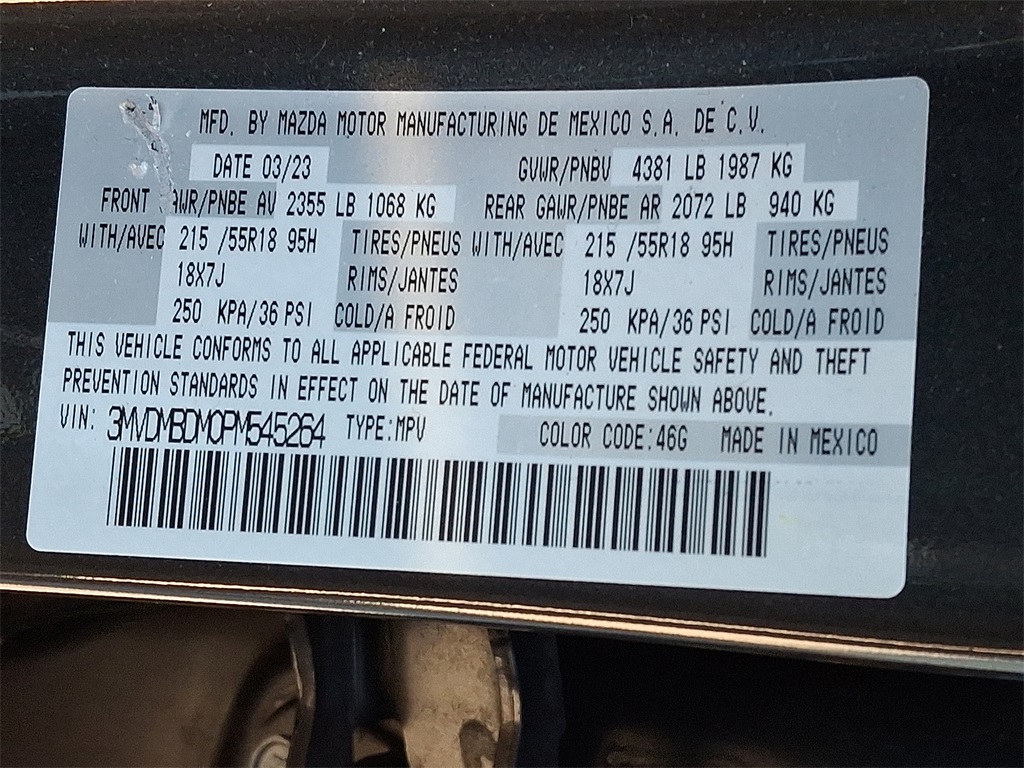 MFD. BY MAZDA MOTOR MANUFACTURING DE MEXICO S.A. DE C.V.
DATE 03/23 GVWR/PNBV 4381 LB 1987 KG
FRONT AWR/PNBE AV 2355 LB 1068 KG REAR GAWR/PNBE AR 2072 LB 940 KG
WITH/AVEC 215 /55R18 95H TIRES/PNEUS WITH/AVEC 215 /55R18 95H TIRES/PNEUS
18X7J RIMS/JANTES 18X7J RIMS/JANTES
250 KPA/36 PSI COLD/A FROID 250 KPA/36 PSI COLD/A FROID
THIS VEHICLE CONFORMS TO ALL APPLICABLE FEDERAL MOTOR VEHICLE SAFETY AND THEFT
PREVENTION STANDARDS IN EFFECT ON THE DATE OF MANUFACTURE SHOWN ABOVE.
VIN: 3MVDMBDM0PM545264 TYPE:MPV COLOR CODE:46G MADE IN MEXICO